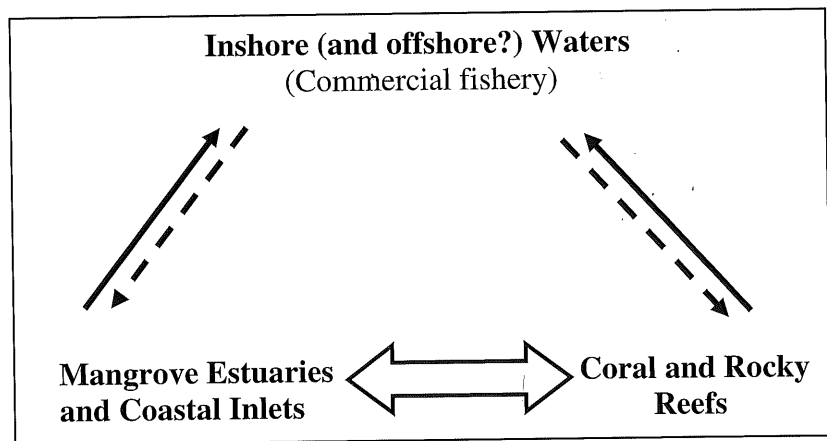 Inshore (and offshore?) Waters
(Commercial fishery)
Mangrove Estuaries
and Coastal Inlets
Coral and Rocky
Reefs